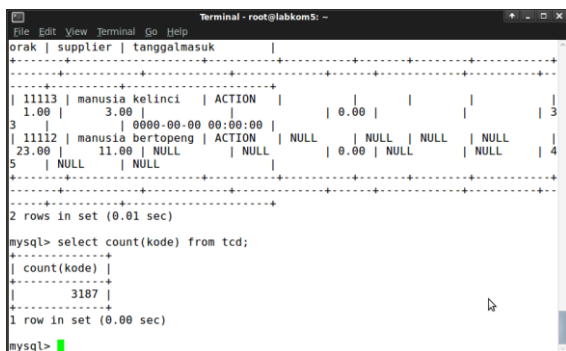 Terminal - root@labkom5: ~
File Edit View Terminal Go Help
orak | supplier | tanggalmasuk |
+-------+-----------------+-----------+---------------+-------+--------+-----------+
------+-----------+----------------+-------+-----------+-----------+--
-----+----------+---------------------+
| 11113 | manusia kelinci | ACTION | | | | |
1.00 | 3.00 | | | 0.00 | | | 3
3 | | 0000-00-00 00:00:00 |
| 11112 | manusia bertopeng | ACTION | NULL | NULL | NULL | NULL |
23.00 | 11.00 | NULL | NULL | 0.00 | NULL | NULL | 4
5 | NULL | NULL |
+-------+-----------------+-----------+---------------+-------+--------+-----------+
------+-----------+----------------+-------+-----------+-----------+--
-----+----------+---------------------+
2 rows in set (0.01 sec)
mysql> select count(kode) from tcd;
+-------------+
| count(kode) |
+-------------+
| 3187 |
+-------------+
1 row in set (0.00 sec)
mysql>